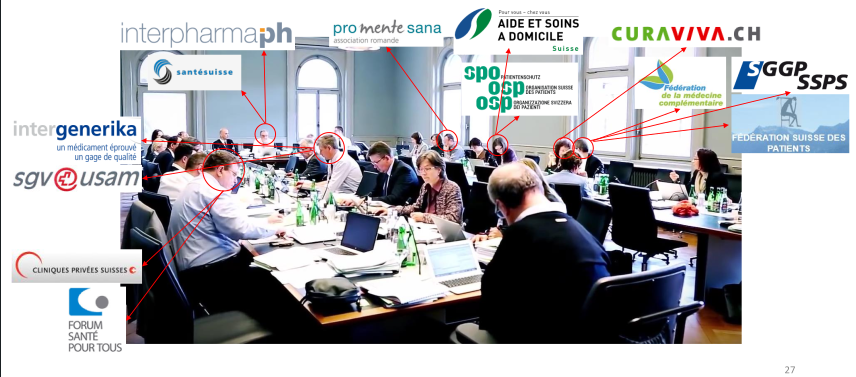 interpharmaph
pro mente sana
association romande
Pour vous – chez vous
AIDE ET SOINS
A DOMICILE
Suisse
CURAVIVA.CH
santésuisse
spo PATIENTENSCHUTZ
osp ORGANISATION SUISSE
DES PATIENTS
osp ORGANIZZAZIONE SVIZZERA
DEI PAZIENTI
Fédération
de la médecine
complémentaire
SGGP
SSPS
FÉDÉRATION SUISSE DES
PATIENTS
intergenerika
un médicament éprouvé
un gage de qualité
sgv usam
CLINIQUES PRIVÉES SUISSES
FORUM
SANTÉ
POUR TOUS
27